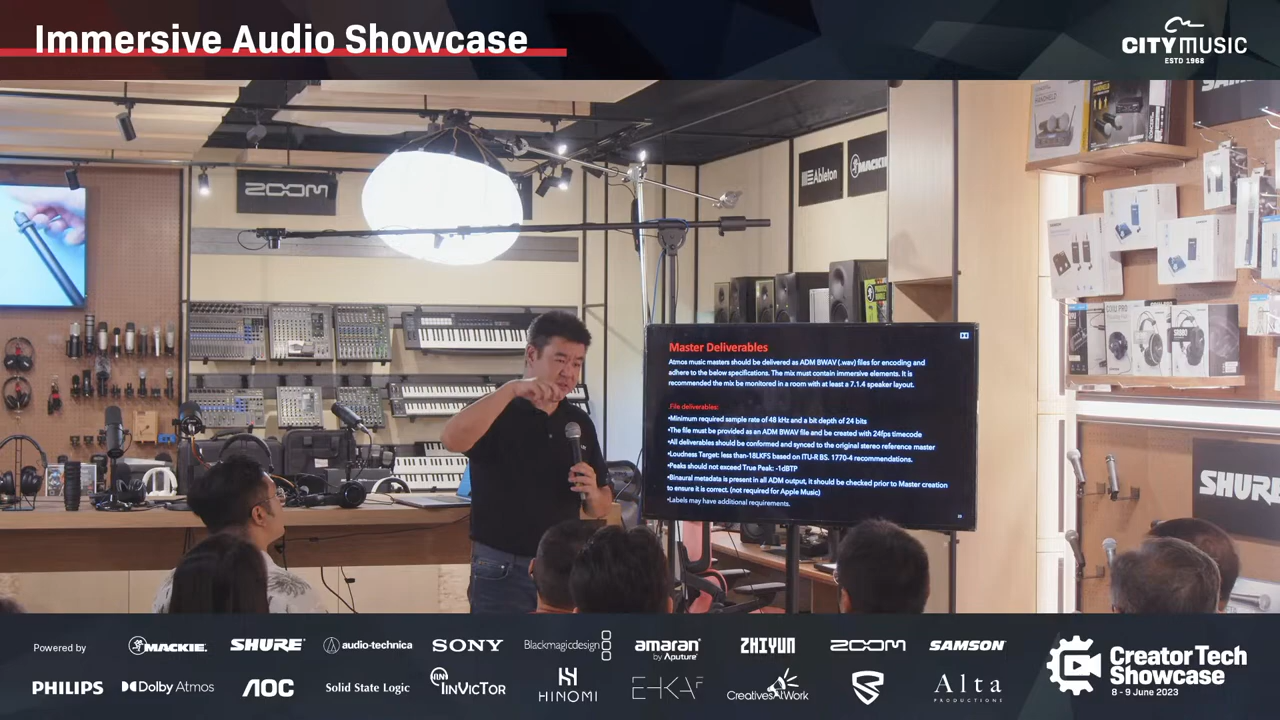 Immersive Audio Showcase
CITYMUSIC
ESTD 1968
ZOOM
Ableton
MACKIE
SHURE
Master Deliverables
Atmos music masters should be delivered as ADM BWAV (.wav) files for encoding and
adhere to the below specifications. The mix must contain immersive elements. It is
recommended the mix be monitored in a room with at least a 7.1.4 speaker layout.
File deliverables:
•Minimum required sample rate of 48 kHz and a bit depth of 24 bits
•The file must be provided as an ADM BWAV file and be created with 24fps timecode
•All deliverables should be conformed and synced to the original stereo reference master
•Loudness Target: less than-18LKFS based on ITU-R BS. 1770-4 recommendations.
•Peaks should not exceed True Peak: -1dBTP
•Binaural metadata is present in all ADM output, it should be checked prior to Master creation
to ensure it is correct. (not required for Apple Music)
•Labels may have additional requirements.
Powered by
MACKIE.
SHURE
audio-technica
SONY
Blackmagicdesign
amaran
by Aputure
ZHIYUN
ZOOM
SAMSON
PHILIPS
Dolby Atmos
AOC
Solid State Logic
INVICTOR
HINOMI
CreativesAtWork
Alta
PRODUCTIONS
Creator Tech
Showcase
8 - 9 June 2023